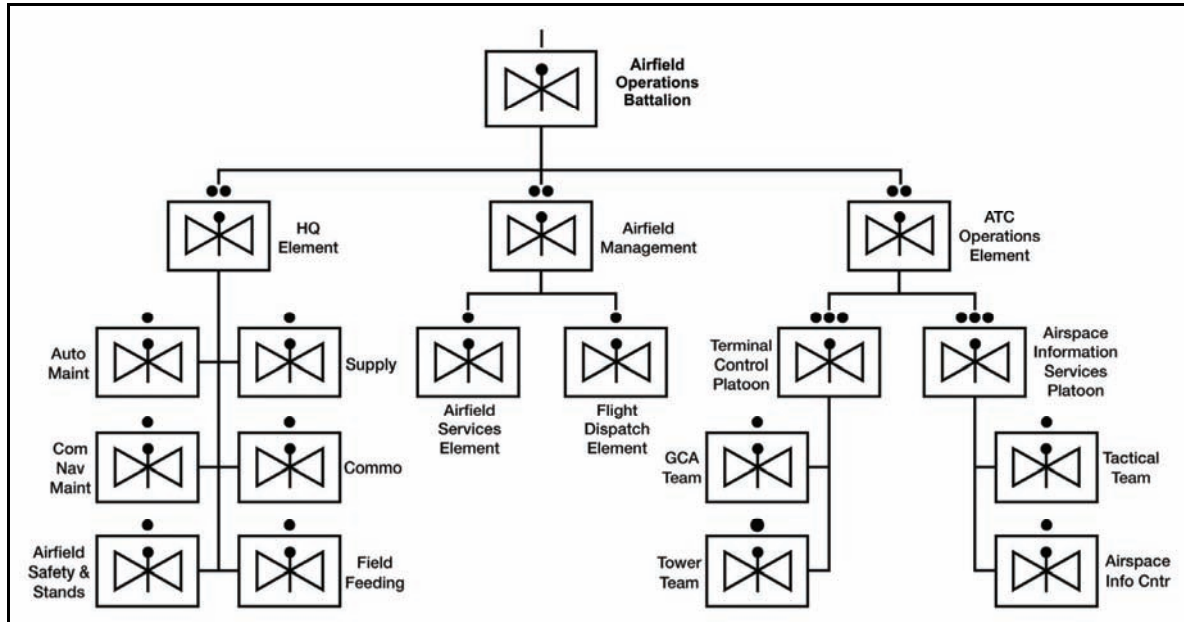 Airfield
Operations
Battalion
HQ
Element
Airfield
Management
ATC
Operations
Element
Auto
Maint
Supply
Airfield
Services
Element
Flight
Dispatch
Element
Terminal
Control
Platoon
Airspace
Information
Services
Platoon
Com
Nav
Maint
Commo
GCA
Team
Tactical
Team
Airfield
Safety &
Stands
Field
Feeding
Tower
Team
Airspace
Info Cntr